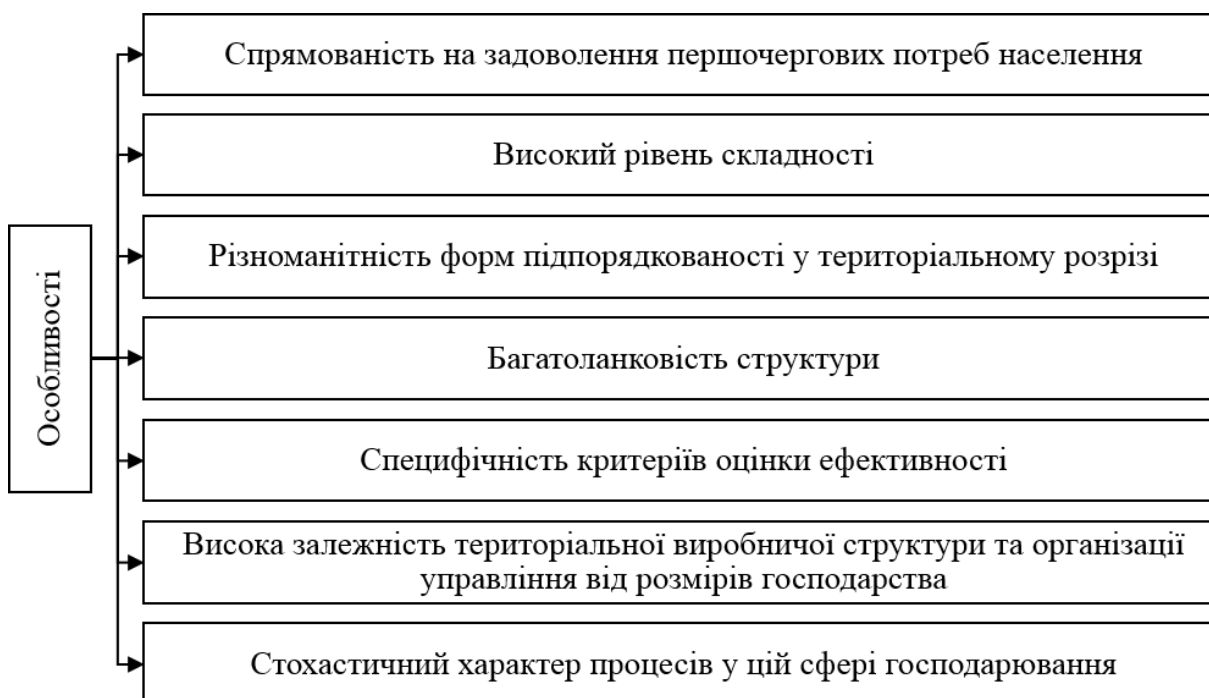 Особливості
Спрямованість на задоволення першочергових потреб населення
Високий рівень складності
Різноманітність форм підпорядкованості у територіальному розрізі
Багатоланковість структури
Специфічність критеріїв оцінки ефективності
Висока залежність територіальної виробничої структури та організації
управління від розмірів господарства
Стохастичний характер процесів у цій сфері господарювання